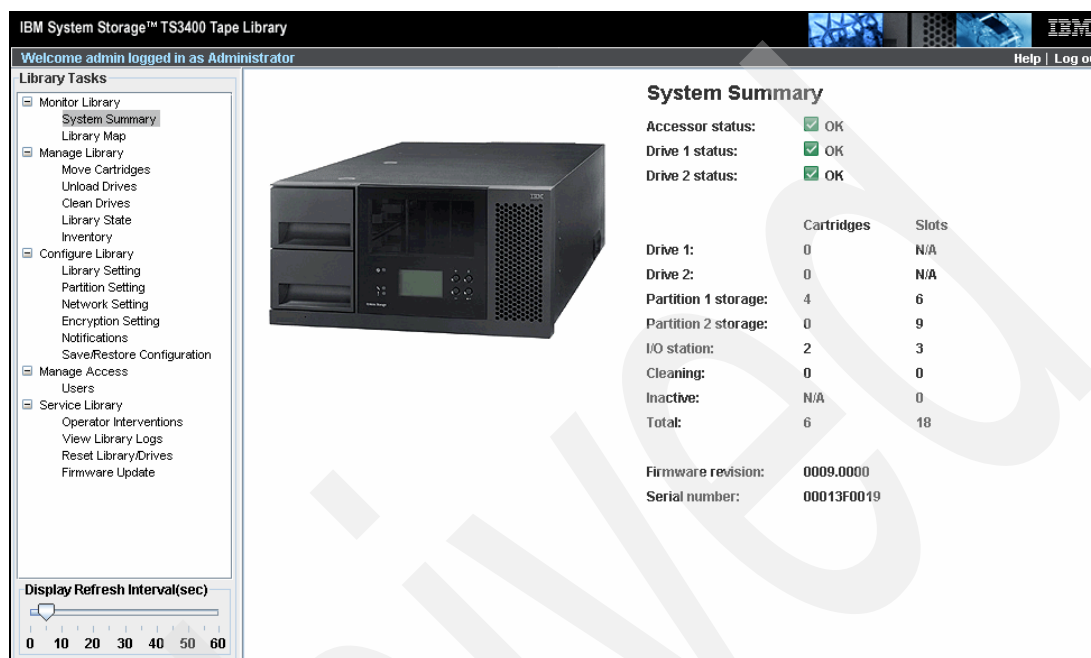 IBM System Storage™ TS3400 Tape Library
IBM
Welcome admin logged in as Administrator
Help | Log ou
Library Tasks
Monitor Library
System Summary
Library Map
Manage Library
Move Cartridges
Unload Drives
Clean Drives
Library State
Inventory
Configure Library
Library Setting
Partition Setting
Network Setting
Encryption Setting
Notifications
Save/Restore Configuration
Manage Access
Users
Service Library
Operator Interventions
View Library Logs
Reset Library/Drives
Firmware Update
Display Refresh Interval(sec)
0 10 20 30 40 50 60
IBM
System Summary
Accessor status: OK
Drive 1 status: OK
Drive 2 status: OK
Cartridges Slots
Drive 1: 0 N/A
Drive 2: 0 N/A
Partition 1 storage: 4 6
Partition 2 storage: 0 9
I/O station: 2 3
Cleaning: 0 0
Inactive: N/A 0
Total: 6 18
Firmware revision: 0009.0000
Serial number: 00013F0019